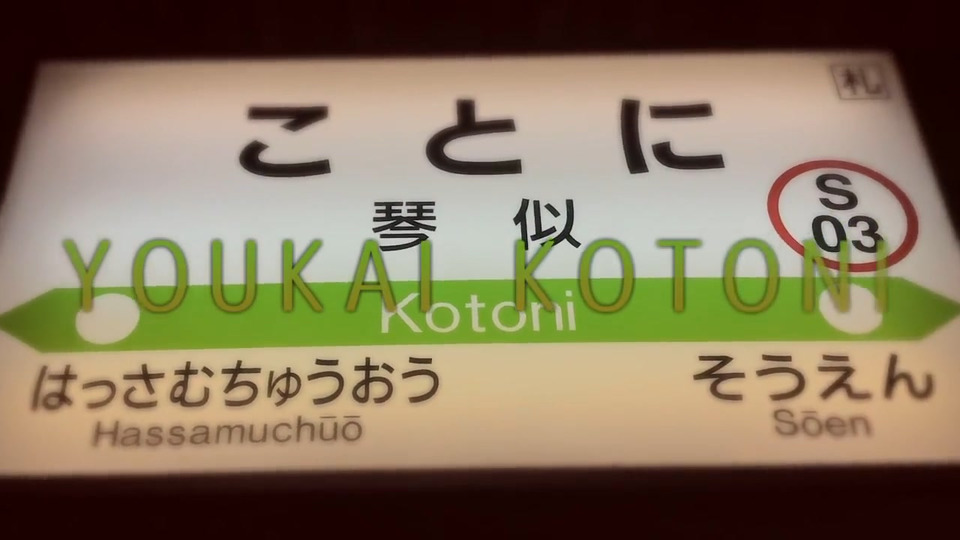 札
ことに
琴似
S
03
YOUKAI KOTONI
Kotoni
はっさむちゅうおう
そうえん
Hassamuchūō
Sōen